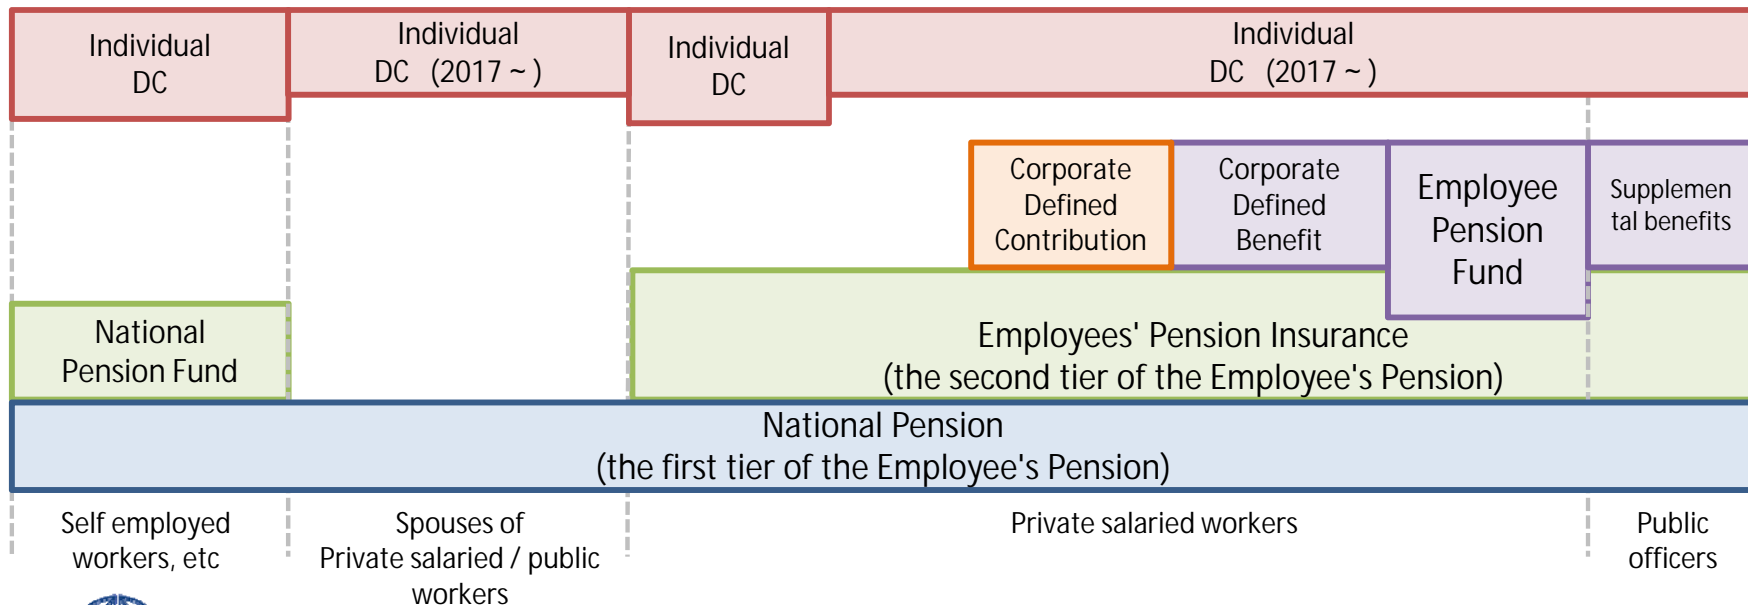 Individual
DC
Individual
DC (2017 ~ )
Individual
DC
Individual
DC (2017 ~ )
Corporate
Defined
Contribution
Corporate
Defined
Benefit
Employee
Pension
Fund
Supplemen
tal benefits
National
Pension Fund
Employees' Pension Insurance
(the second tier of the Employee's Pension)
National Pension
(the first tier of the Employee's Pension)
Self employed
workers, etc
Spouses of
Private salaried / public
workers
Private salaried workers
Public
officers